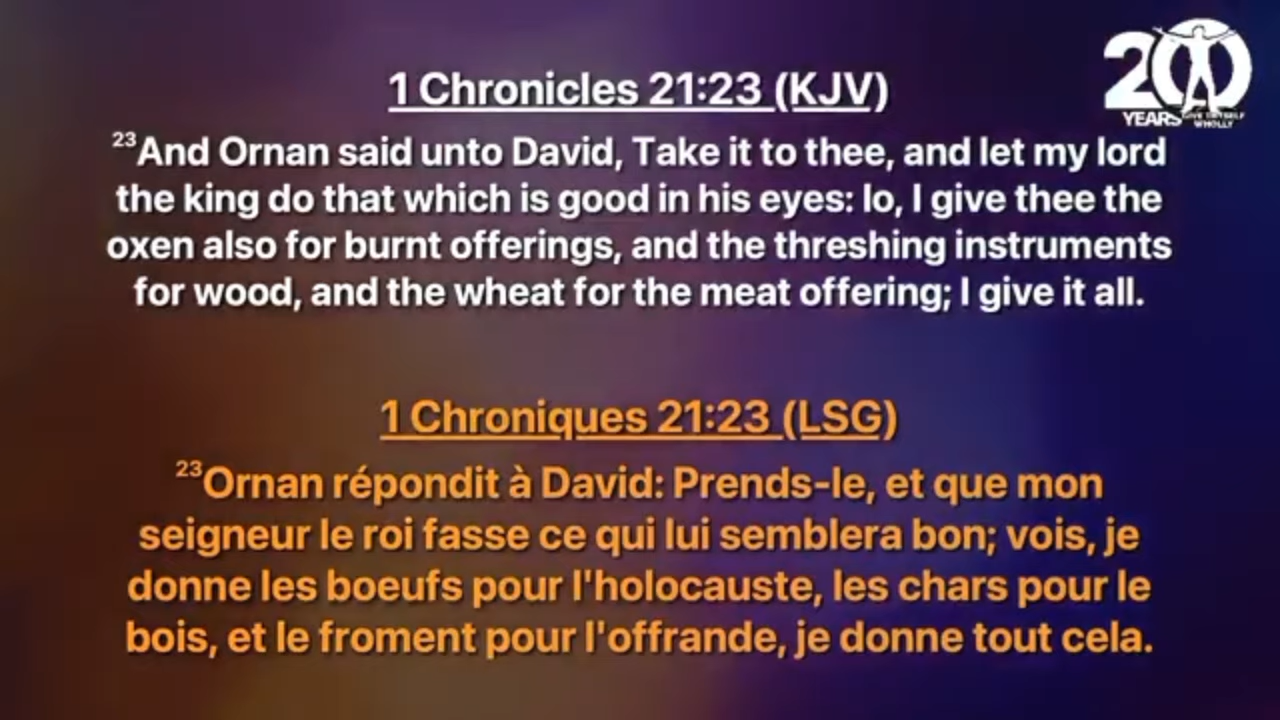 1 Chronicles 21:23 (KJV)
23And Ornan said unto David, Take it to thee, and let my lord
the king do that which is good in his eyes: lo, I give thee the
oxen also for burnt offerings, and the threshing instruments
for wood, and the wheat for the meat offering; I give it all.
1 Chroniques 21:23 (LSG)
23Ornan répondit à David: Prends-le, et que mon
seigneur le roi fasse ce qui lui semblera bon; vois, je
donne les boeufs pour l'holocauste, les chars pour le
bois, et le froment pour l'offrande, je donne tout cela.
20
YEARS
GIVE THYSELF
WHOLLY